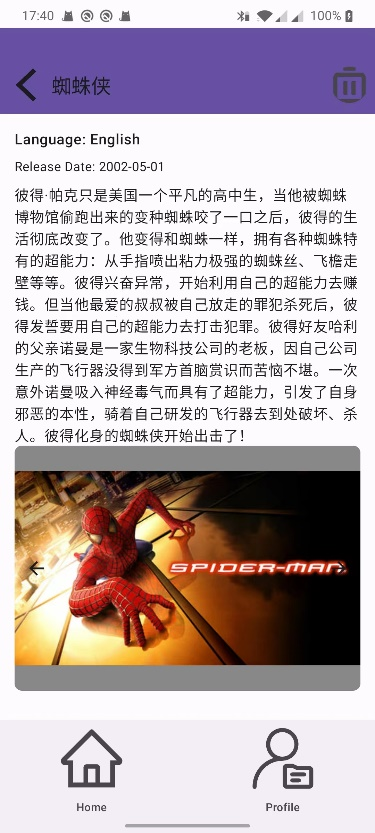 17:40
100%
蜘蛛侠
Language: English
Release Date: 2002-05-01
彼得·帕克只是美国一个平凡的高中生，当他被蜘蛛
博物馆偷跑出来的变种蜘蛛咬了一口之后，彼得的生
活彻底改变了。他变得和蜘蛛一样，拥有各种蜘蛛特
有的超能力：从手指喷出粘力极强的蜘蛛丝、飞檐走
壁等等。彼得兴奋异常，开始利用自己的超能力去赚
钱。但当他最爱的叔叔被自己放走的罪犯杀死后，彼
得发誓要用自己的超能力去打击犯罪。彼得好友哈利
的父亲诺曼是一家生物科技公司的老板，因自己公司
生产的飞行器没得到军方首脑赏识而苦恼不堪。一次
意外诺曼吸入神经毒气而具有了超能力，引发了自身
邪恶的本性，骑着自己研发的飞行器去到处破坏、杀
人。彼得化身的蜘蛛侠开始出击了！
SPIDER-MAN
Home
Profile